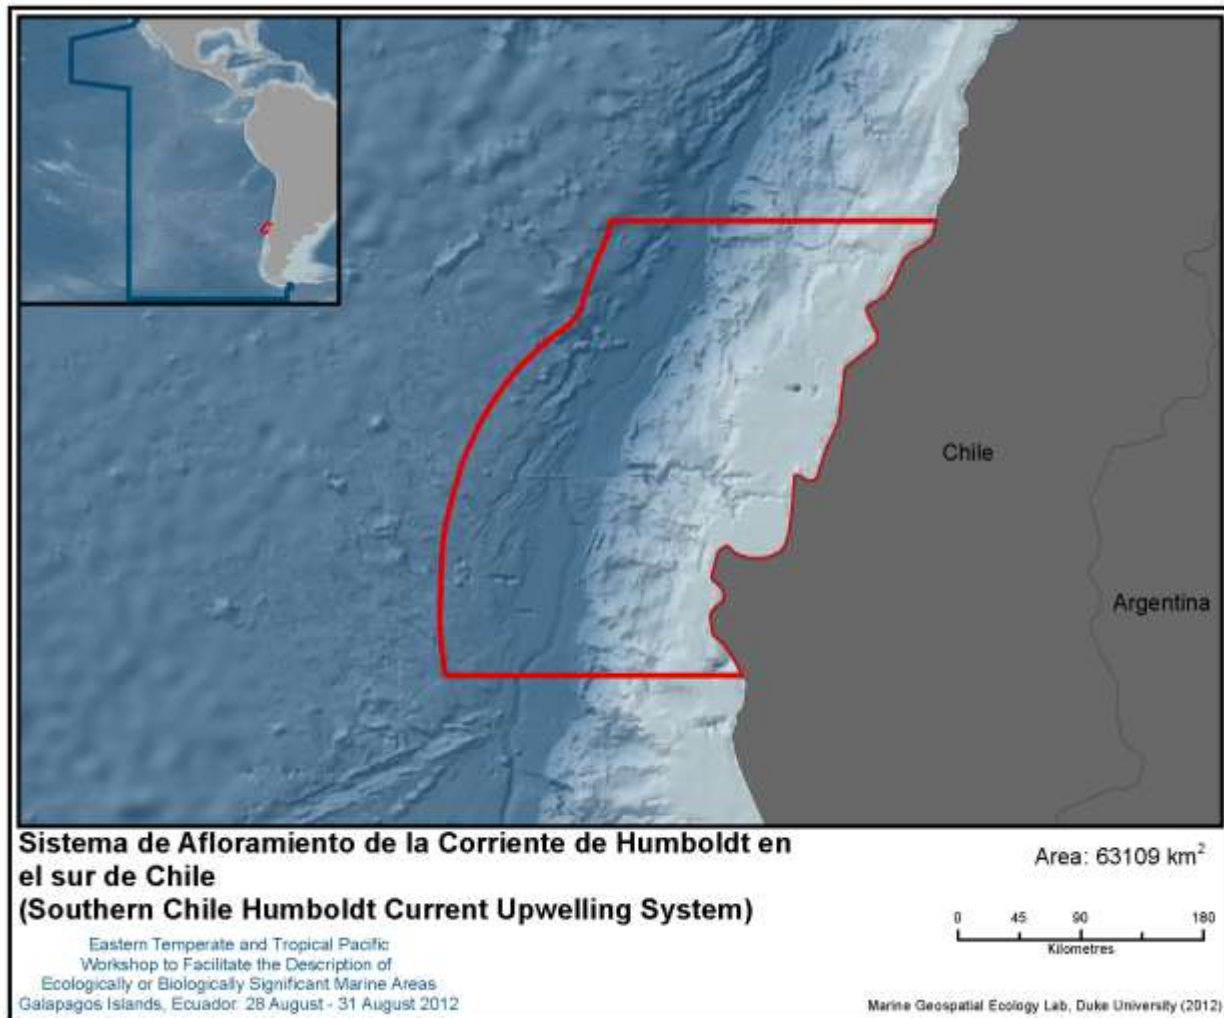 Chile
Argentina
Sistema de Afloramiento de la Corriente de Humboldt en
el sur de Chile
(Southern Chile Humboldt Current Upwelling System)
Area: 63109 km²
0 45 90 180
Kilometres
Eastern Temperate and Tropical Pacific
Workshop to Facilitate the Description of
Ecologically or Biologically Significant Marine Areas
Galapagos Islands, Ecuador 28 August - 31 August 2012
Marine Geospatial Ecology Lab, Duke University (2012)